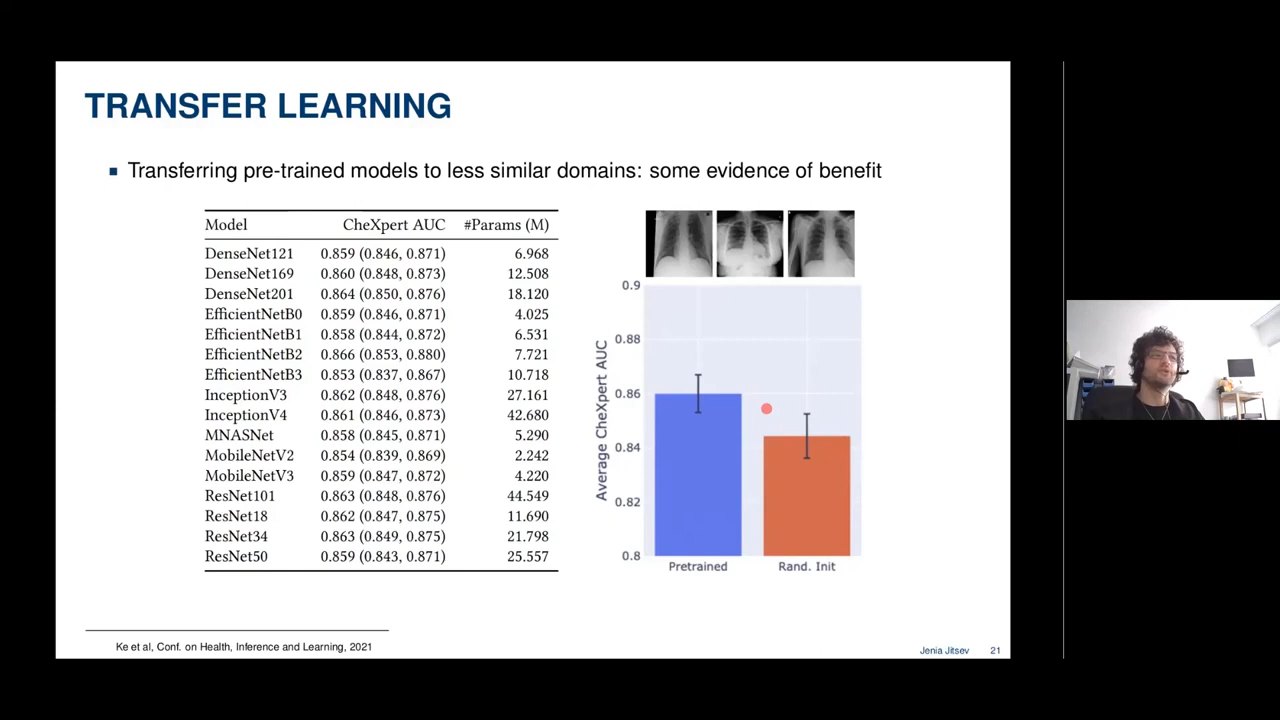 TRANSFER LEARNING
Transferring pre-trained models to less similar domains: some evidence of benefit
Model CheXpert AUC #Params (M)
DenseNet121 0.859 (0.846, 0.871) 6.968
DenseNet169 0.860 (0.848, 0.873) 12.508
DenseNet201 0.864 (0.850, 0.876) 18.120
EfficientNetB0 0.859 (0.846, 0.871) 4.025
EfficientNetB1 0.858 (0.844, 0.872) 6.531
EfficientNetB2 0.866 (0.853, 0.880) 7.721
EfficientNetB3 0.853 (0.837, 0.867) 10.718
InceptionV3 0.862 (0.848, 0.876) 27.161
InceptionV4 0.861 (0.846, 0.873) 42.680
MNASNet 0.858 (0.845, 0.871) 5.290
MobileNetV2 0.854 (0.839, 0.869) 2.242
MobileNetV3 0.859 (0.847, 0.872) 4.220
ResNet101 0.863 (0.848, 0.876) 44.549
ResNet18 0.862 (0.847, 0.875) 11.690
ResNet34 0.863 (0.849, 0.875) 21.798
ResNet50 0.859 (0.843, 0.871) 25.557
Average CheXpert AUC
0.9
0.88
0.86
0.84
0.82
0.8
Pretrained Rand. Init
Ke et al, Conf. on Health, Inference and Learning, 2021
Jenia Jitsev 21